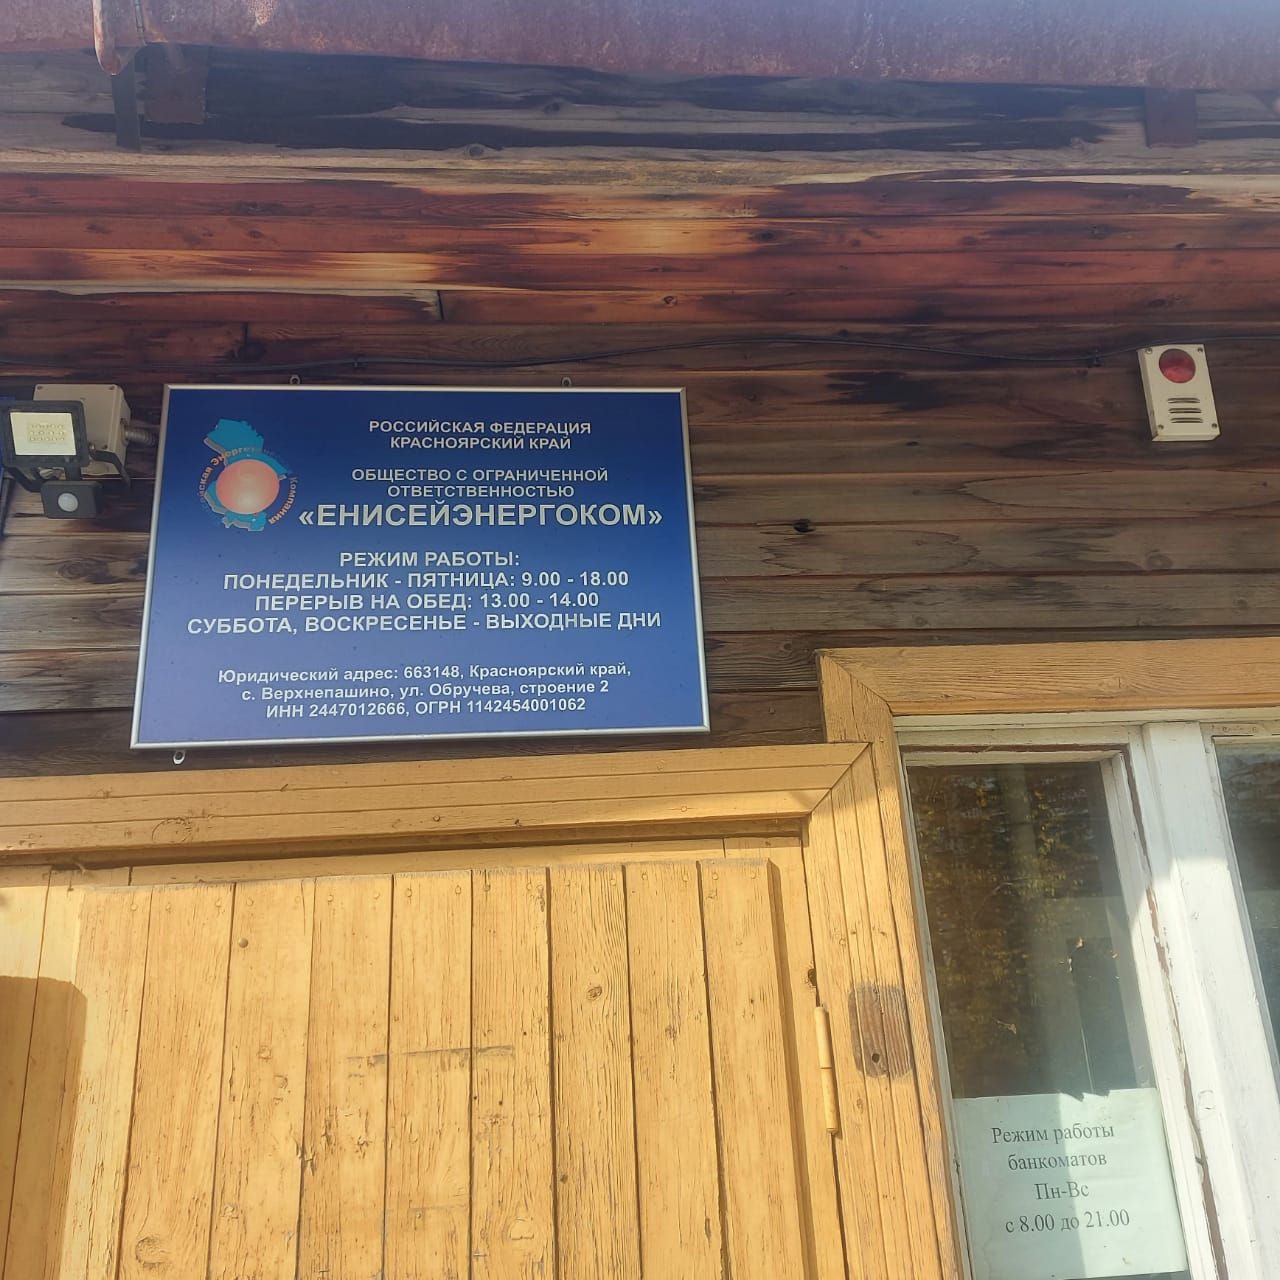 РОССИЙСКАЯ ФЕДЕРАЦИЯ
КРАСНОЯРСКИЙ КРАЙ
ОБЩЕСТВО С ОГРАНИЧЕННОЙ
ОТВЕТСТВЕННОСТЬЮ
«ЕНИСЕЙЭНЕРГОКОМ»
Компания
РЕЖИМ РАБОТЫ:
ПОНЕДЕЛЬНИК - ПЯТНИЦА: 9.00 - 18.00
ПЕРЕРЫВ НА ОБЕД: 13.00 - 14.00
СУББОТА, ВОСКРЕСЕНЬЕ - ВЫХОДНЫЕ ДНИ
Юридический адрес: 663148, Красноярский край,
с. Верхнепашино, ул. Обручева, строение 2
ИНН 2447012666, ОГРН 1142454001062
Режим работы
банкоматов
Пн-Вс
с 8.00 до 21.00